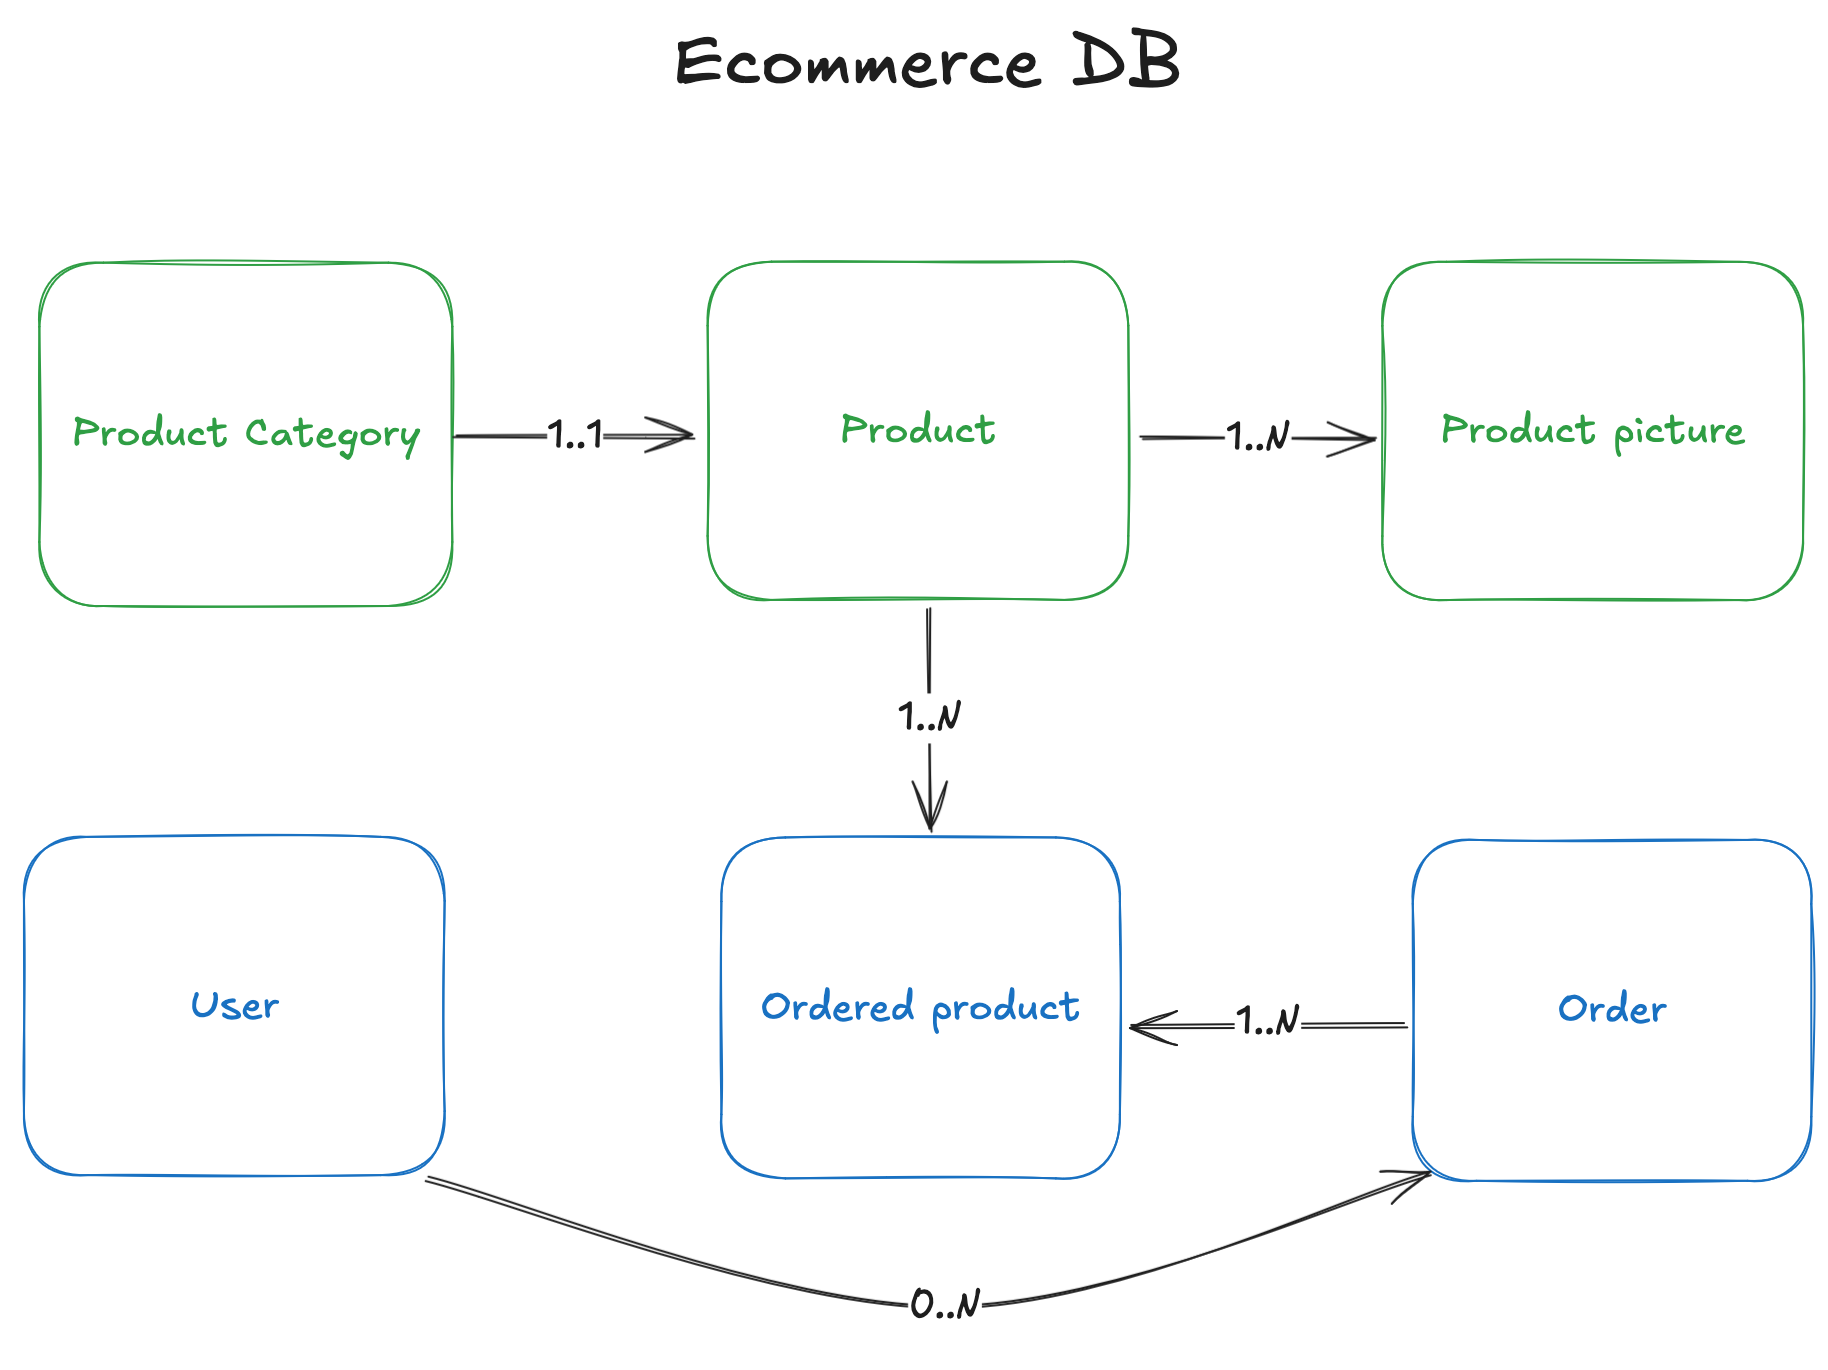 Ecommerce DB
Product Category
1..1
Product
1..N
Product picture
1..N
User
Ordered product
1..N
Order
0..N